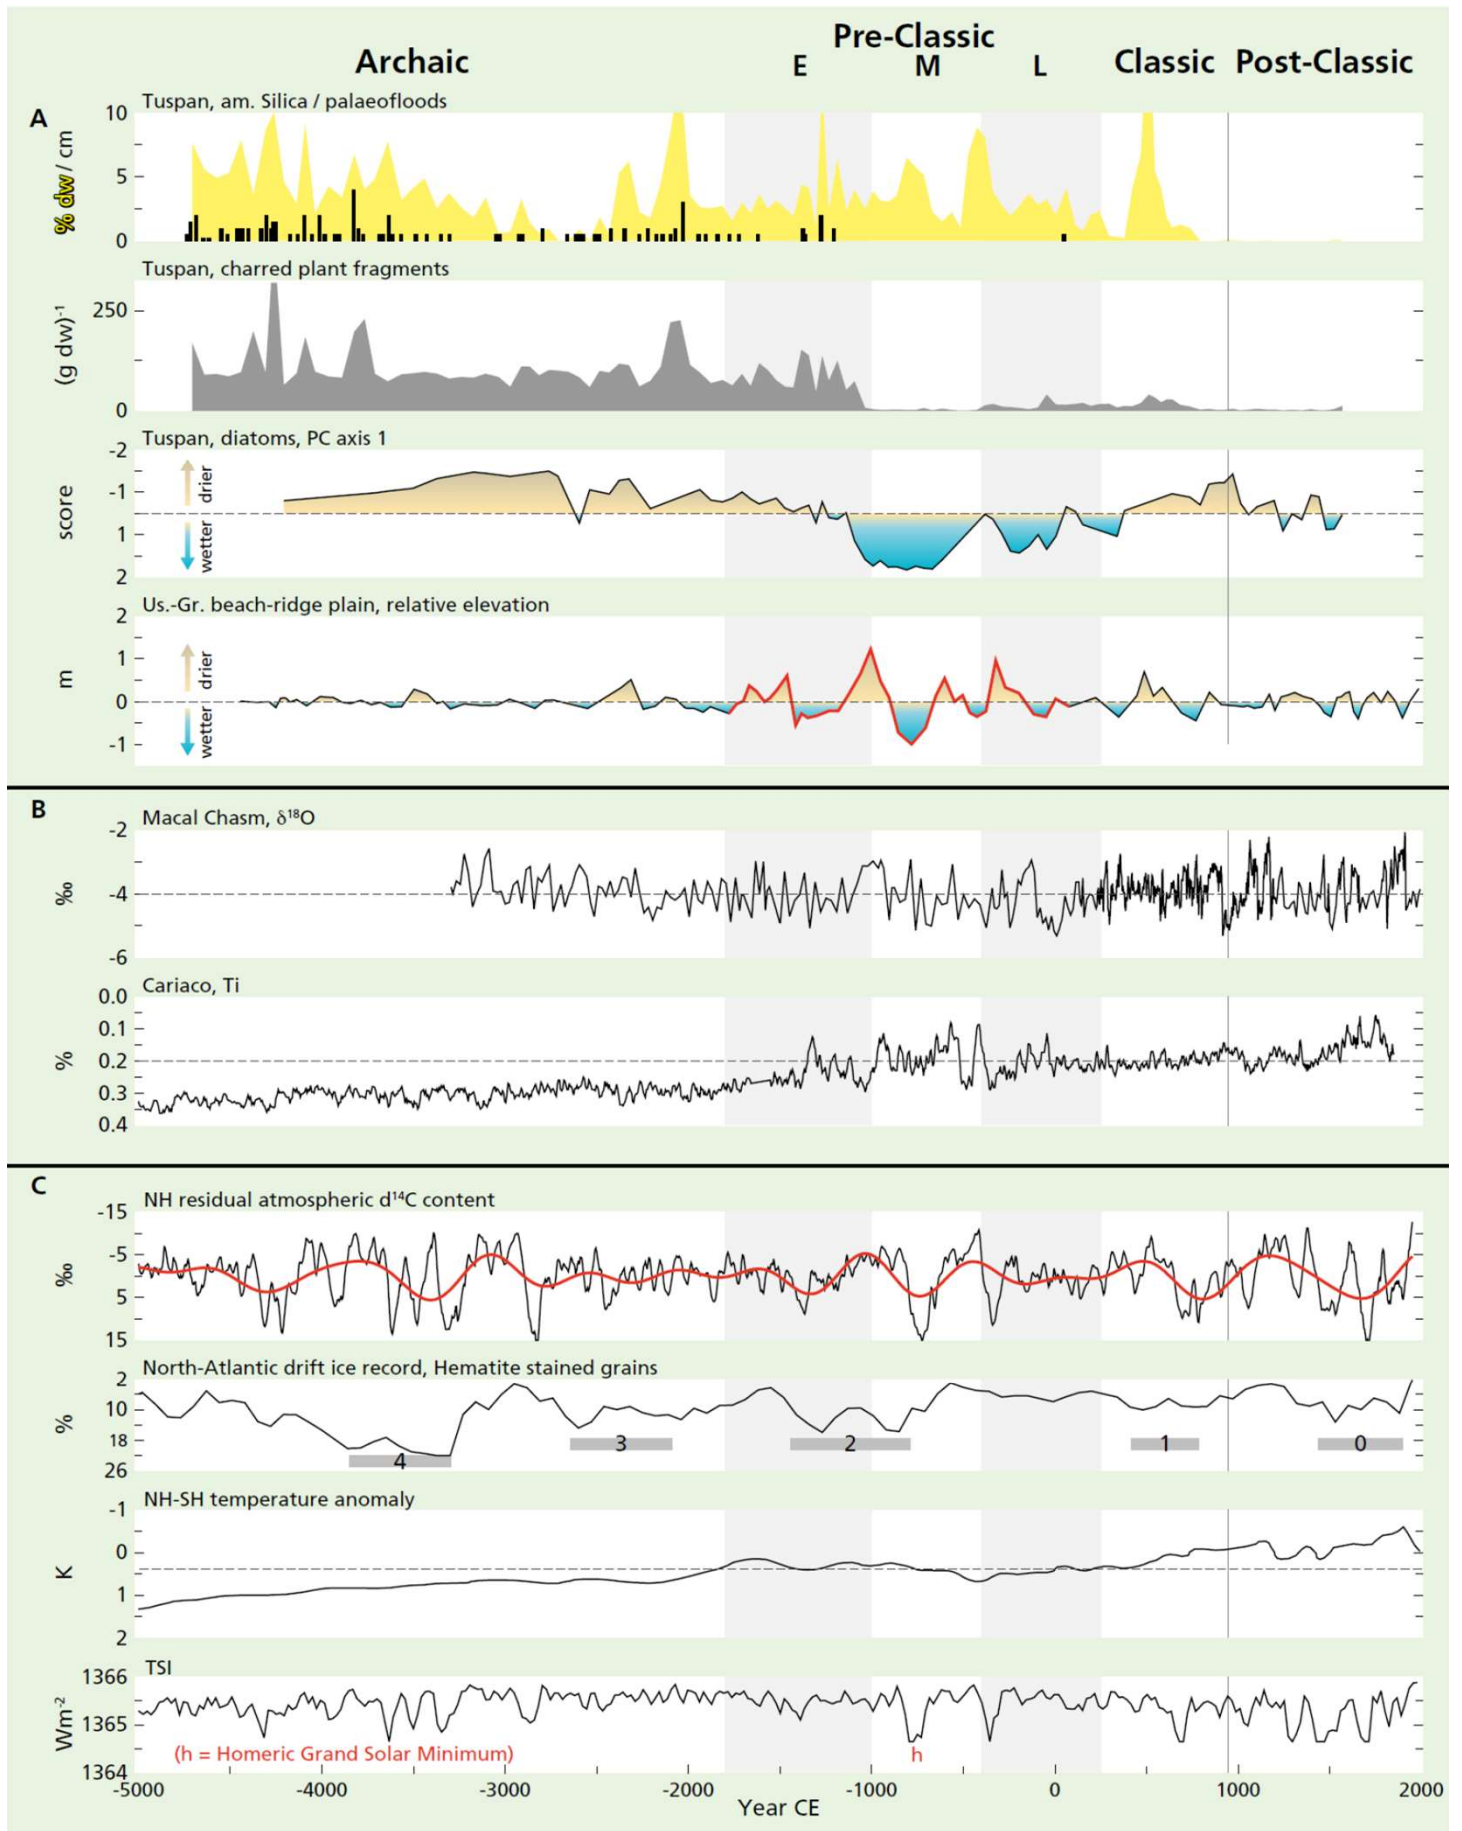 Pre-Classic
Archaic E M L Classic Post-Classic
A
Tuspan, am. Silica / palaeofloods
% dw / cm
10
5
0
Tuspan, charred plant fragments
(g dw)⁻¹
250
0
Tuspan, diatoms, PC axis 1
score
-2
-1
1
2
drier
wetter
Us.-Gr. beach-ridge plain, relative elevation
m
2
1
0
-1
drier
wetter
B
Macal Chasm, δ¹⁸O
‰
-2
-4
-6
Cariaco, Ti
%
0.0
0.1
0.2
0.3
0.4
C
NH residual atmospheric d¹⁴C content
‰
-15
-5
5
15
North-Atlantic drift ice record, Hematite stained grains
%
2
10
18
26
4 3 2 1 0
NH-SH temperature anomaly
K
-1
0
1
2
TSI
Wm⁻²
1366
1365
1364
(h = Homeric Grand Solar Minimum)
h
-5000 -4000 -3000 -2000 -1000 0 1000 2000
Year CE